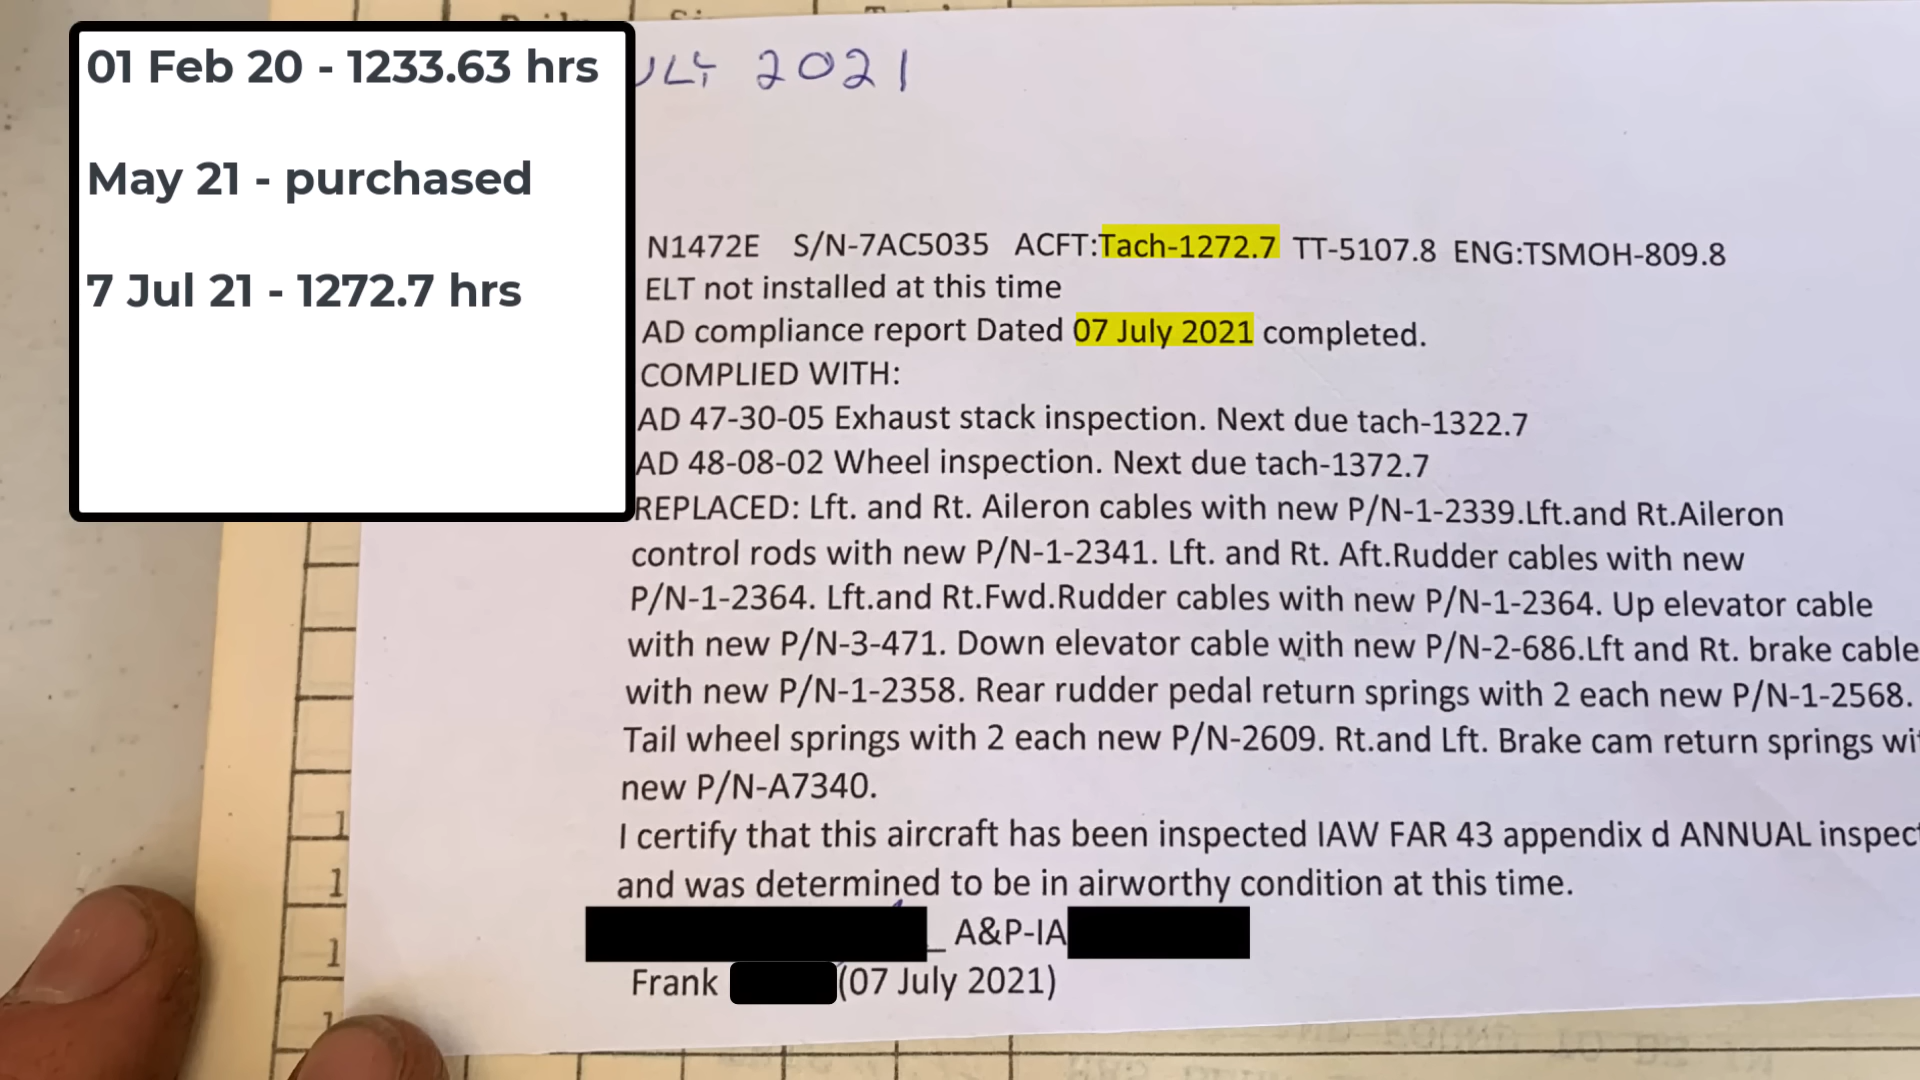 01 Feb 20 - 1233.63 hrs
May 21 - purchased
7 Jul 21 - 1272.7 hrs
2021
N1472E S/N-7AC5035 ACFT:Tach-1272.7 TT-5107.8 ENG:TSMOH-809.8
ELT not installed at this time
AD compliance report Dated 07 July 2021 completed.
COMPLIED WITH:
AD 47-30-05 Exhaust stack inspection. Next due tach-1322.7
AD 48-08-02 Wheel inspection. Next due tach-1372.7
REPLACED: Lft. and Rt. Aileron cables with new P/N-1-2339.Lft.and Rt.Aileron
control rods with new P/N-1-2341. Lft. and Rt. Aft.Rudder cables with new
P/N-1-2364. Lft.and Rt.Fwd.Rudder cables with new P/N-1-2364. Up elevator cable
with new P/N-3-471. Down elevator cable with new P/N-2-686.Lft and Rt. brake cable
with new P/N-1-2358. Rear rudder pedal return springs with 2 each new P/N-1-2568.
Tail wheel springs with 2 each new P/N-2609. Rt.and Lft. Brake cam return springs wi
new P/N-A7340.
I certify that this aircraft has been inspected IAW FAR 43 appendix d ANNUAL inspec
and was determined to be in airworthy condition at this time.
A&P-IA
Frank (07 July 2021)